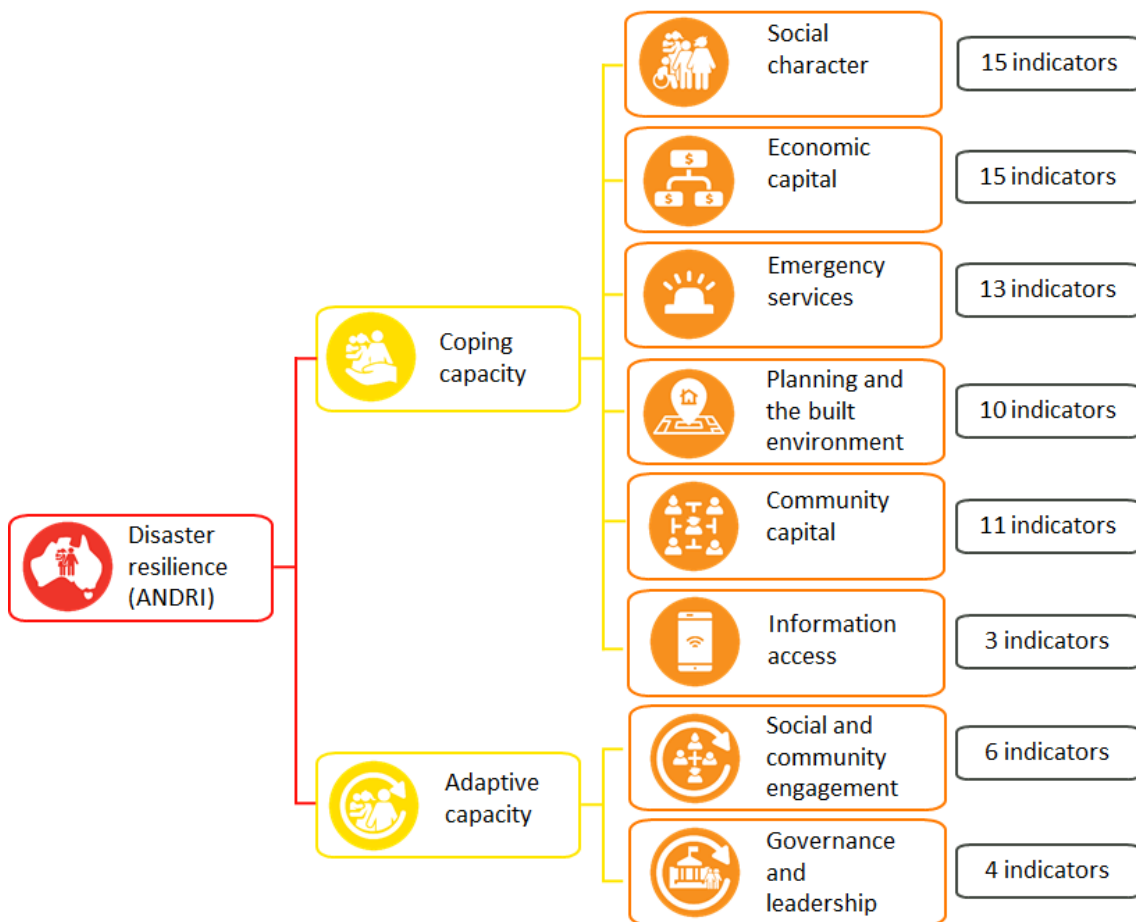 Social
character
15 indicators
Economic
capital
15 indicators
Emergency
services
13 indicators
Coping
capacity
Planning and
the built
environment
10 indicators
Community
capital
11 indicators
Disaster
resilience
(ANDRI)
Information
access
3 indicators
Social and
community
engagement
6 indicators
Adaptive
capacity
Governance
and
leadership
4 indicators
$
$
$